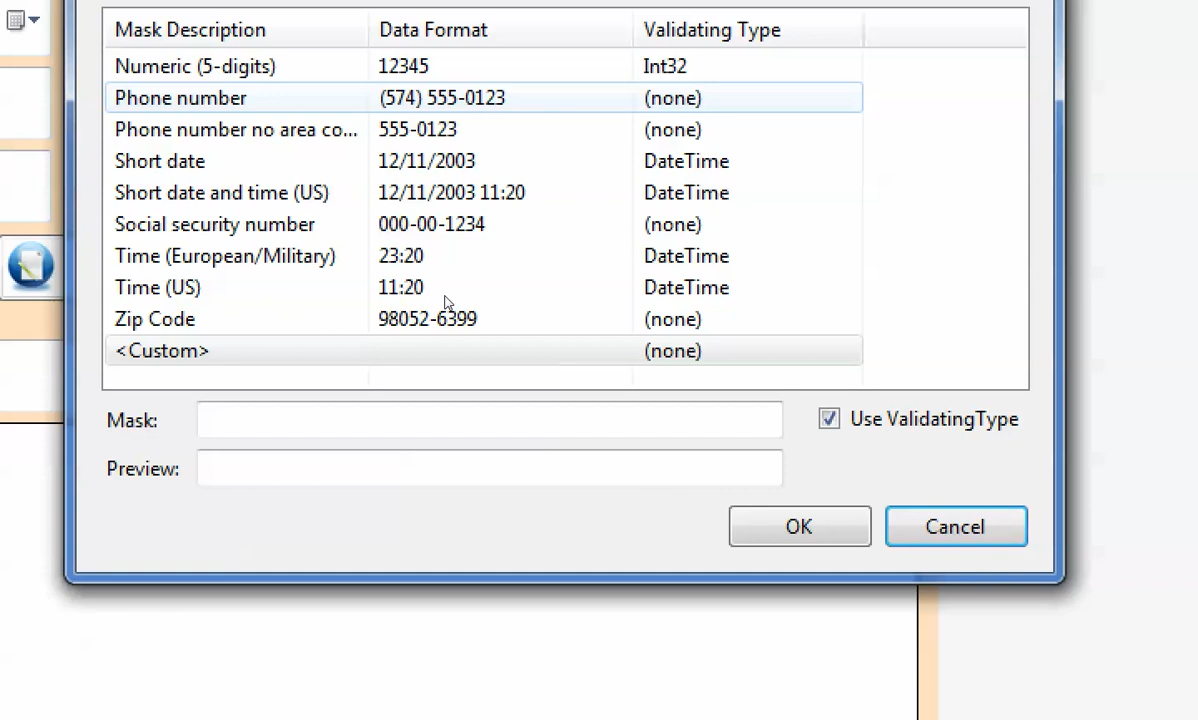 Mask Description Data Format Validating Type
Numeric (5-digits) 12345 Int32
Phone number (574) 555-0123 (none)
Phone number no area co... 555-0123 (none)
Short date 12/11/2003 DateTime
Short date and time (US) 12/11/2003 11:20 DateTime
Social security number 000-00-1234 (none)
Time (European/Military) 23:20 DateTime
Time (US) 11:20 DateTime
Zip Code 98052-6399 (none)
<Custom> (none)
Mask: Use ValidatingType
Preview:
OK Cancel